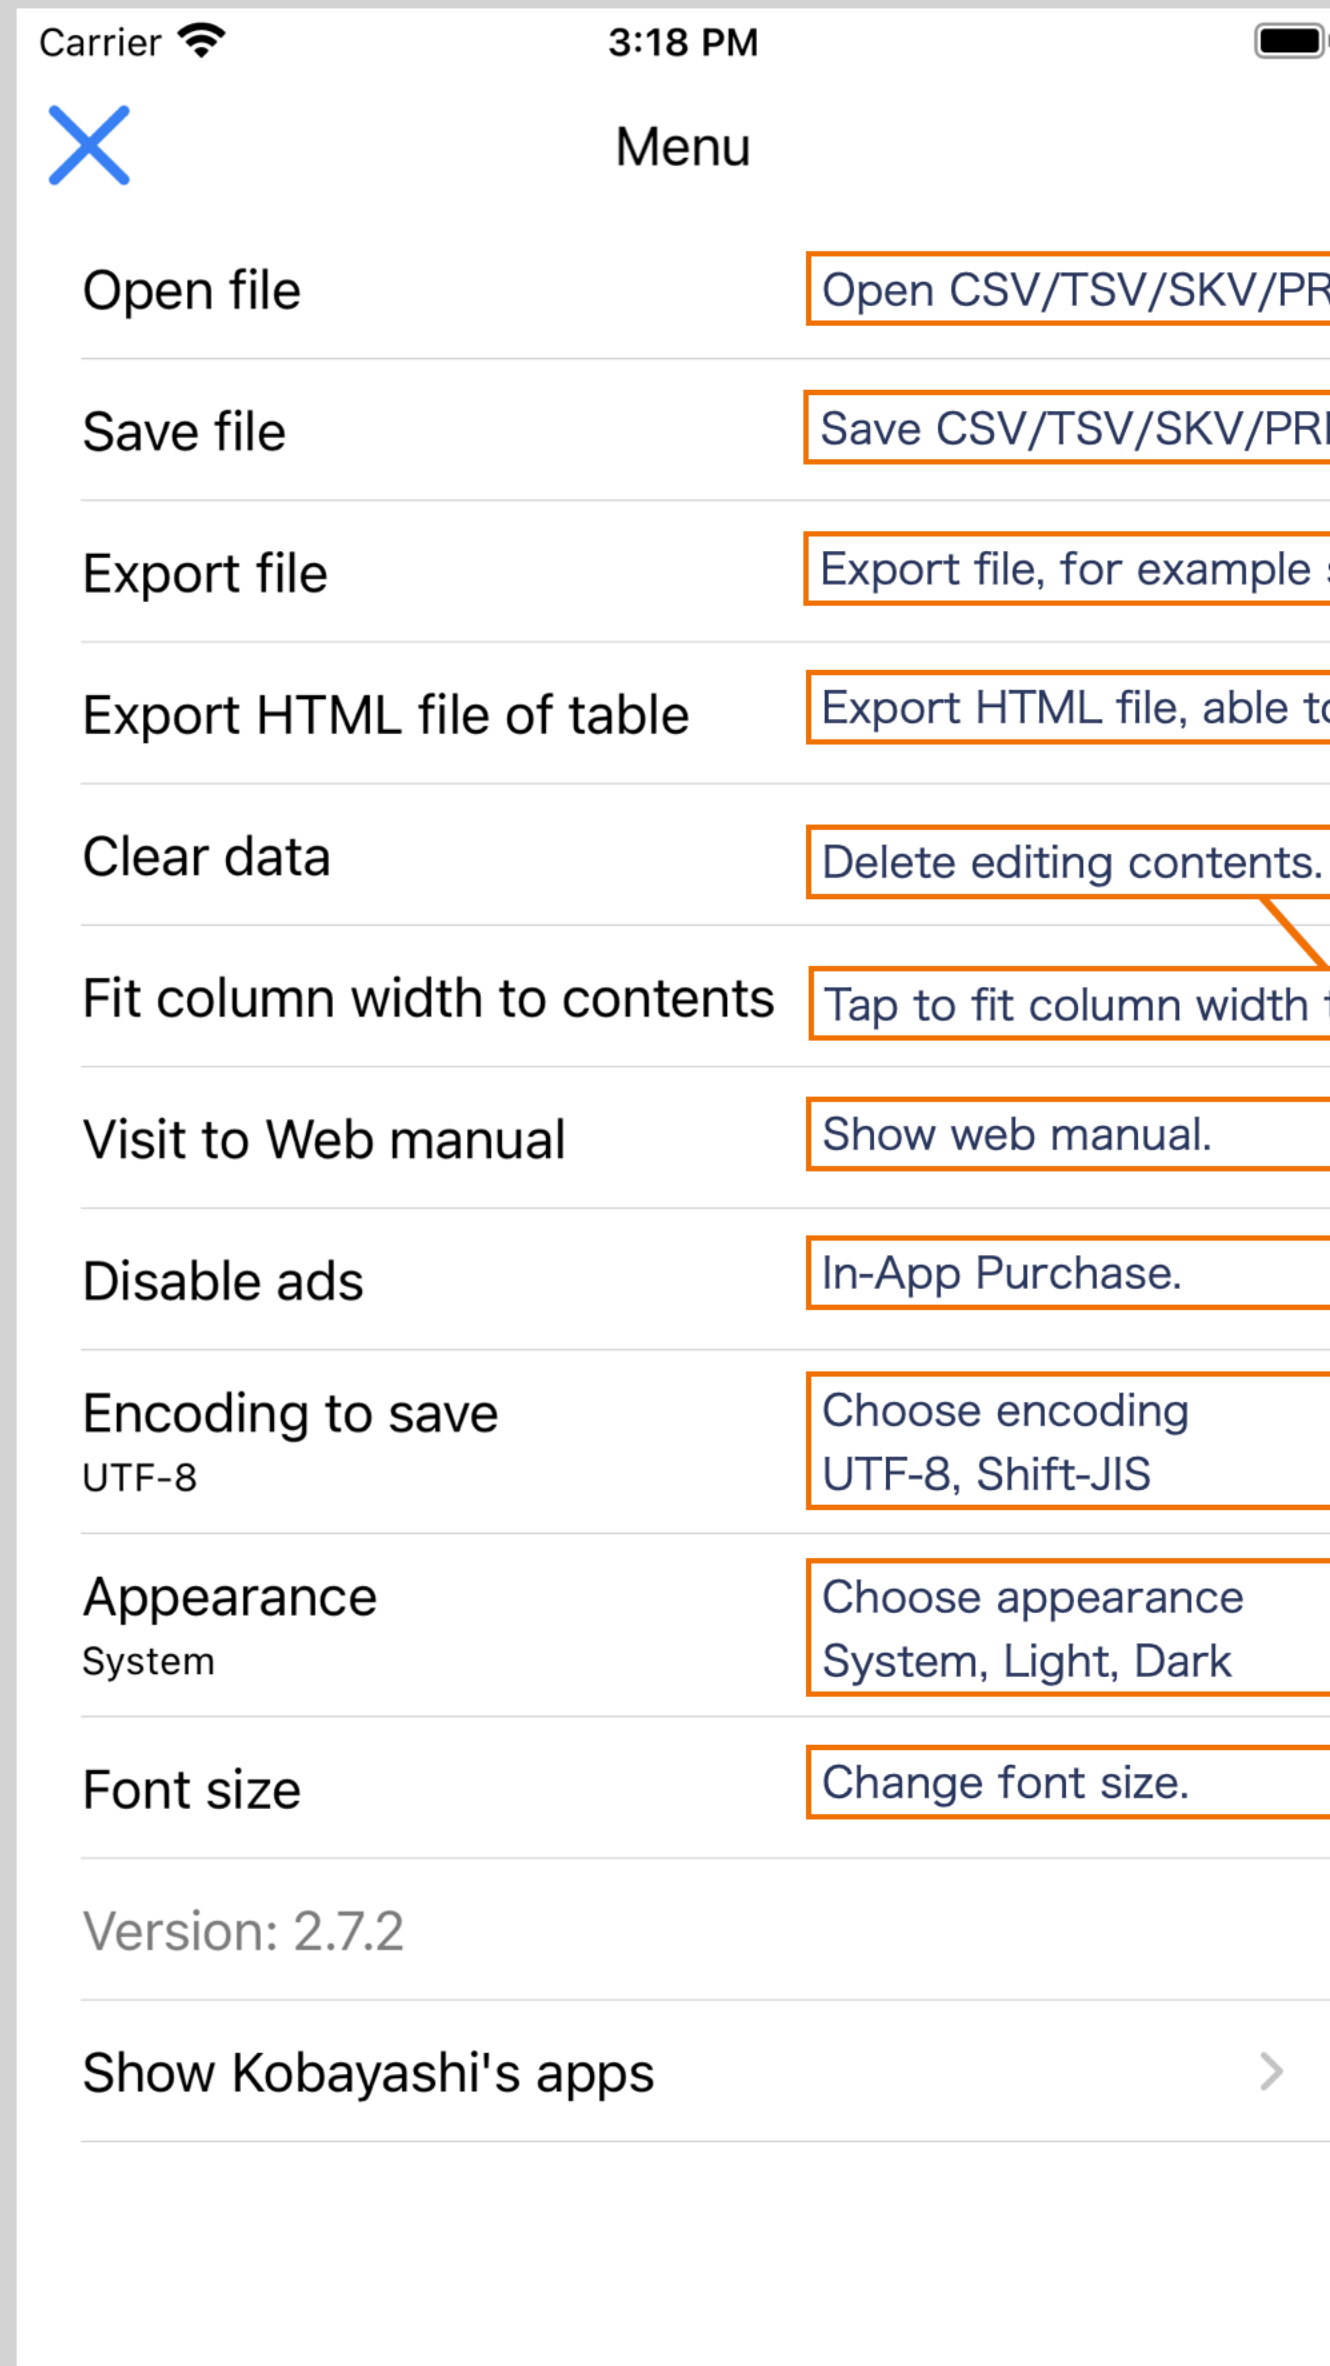 Carrier
3:18 PM
Menu
Open file
Open CSV/TSV/SKV/PR
Save file
Save CSV/TSV/SKV/PR
Export file
Export file, for example
Export HTML file of table
Export HTML file, able to
Clear data
Delete editing contents.
Fit column width to contents
Tap to fit column width
Visit to Web manual
Show web manual.
Disable ads
In-App Purchase.
Encoding to save
UTF-8
Choose encoding
UTF-8, Shift-JIS
Appearance
System
Choose appearance
System, Light, Dark
Font size
Change font size.
Version: 2.7.2
Show Kobayashi's apps